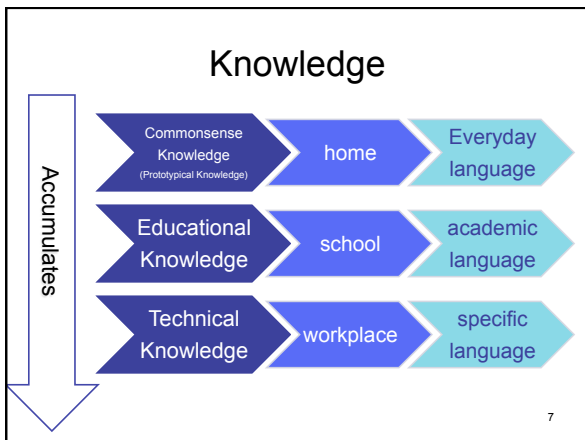 Knowledge
Accumulates
Commonsense
Knowledge
(Prototypical Knowledge)
home
Everyday
language
Educational
Knowledge
school
academic
language
Technical
Knowledge
workplace
specific
language
7